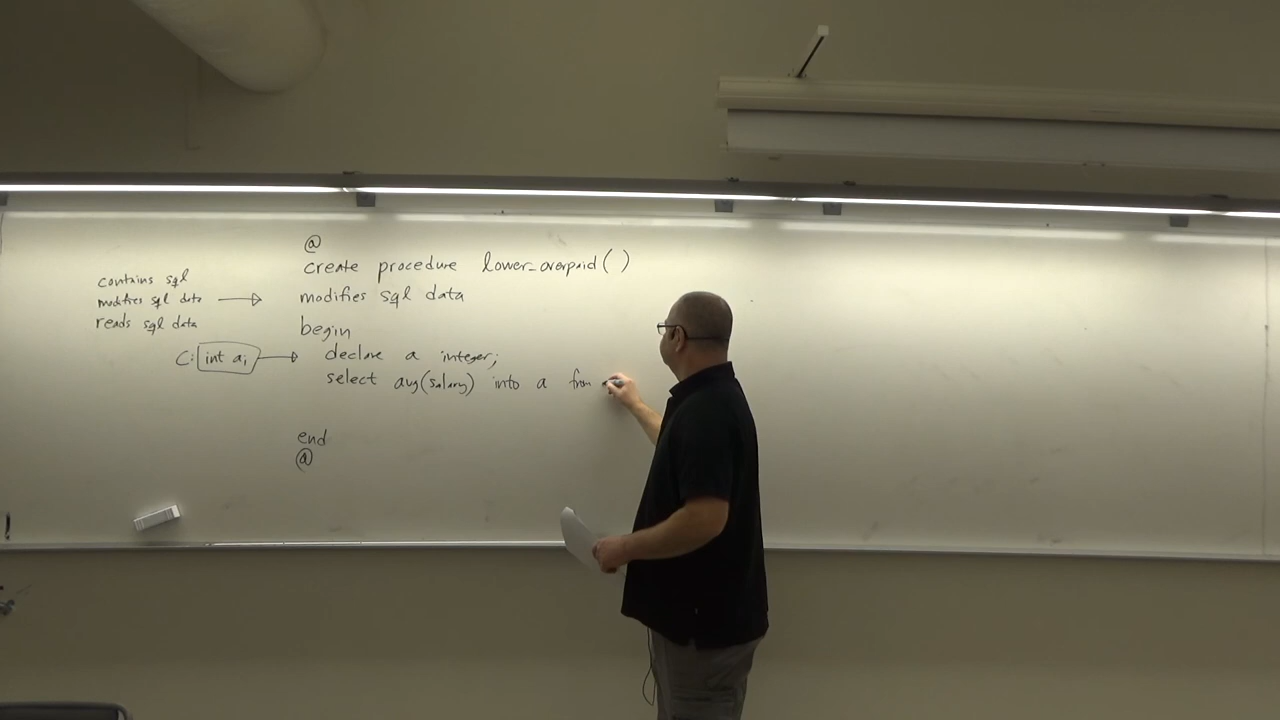 @
create procedure lower_overpaid( )
contains sql
modifies sql data
reads sql data
modifies sql data
begin
C: int a;
declare a integer;
select avg(salary) into a from
end
@